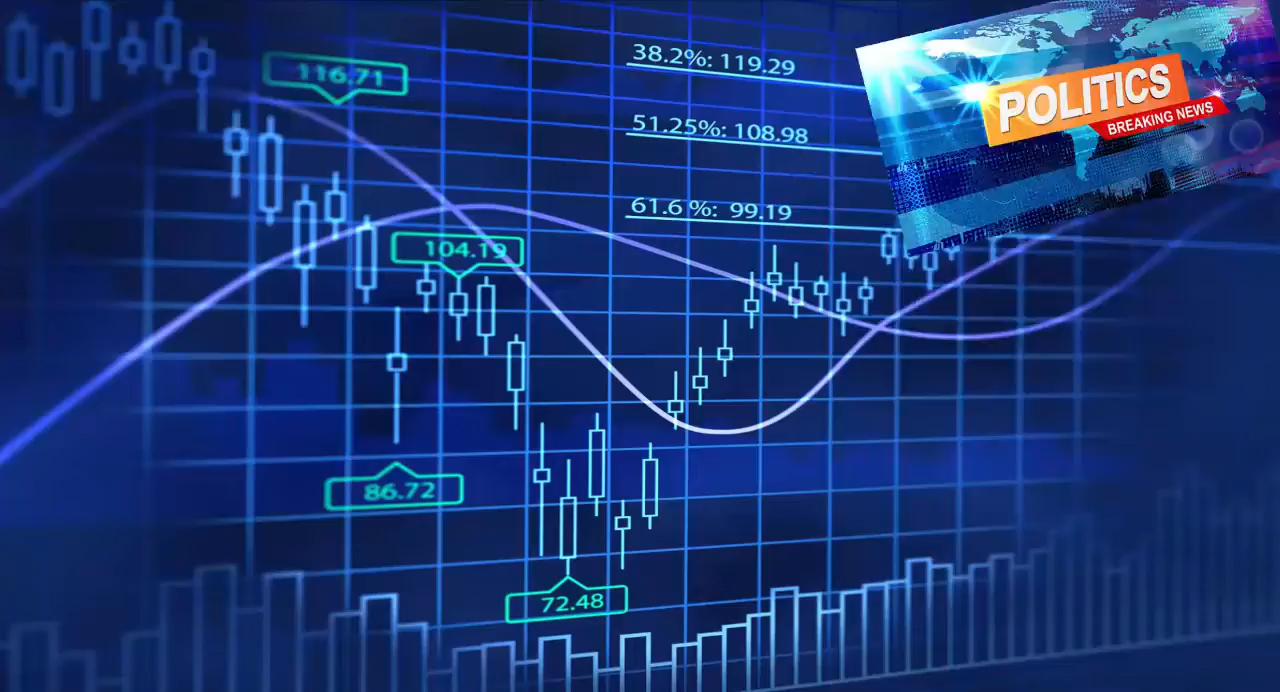 38.2%: 119.29
116.71
POLITICS
BREAKING NEWS
51.25%: 108.98
61.6 %: 99.19
104.19
86.72
72.48